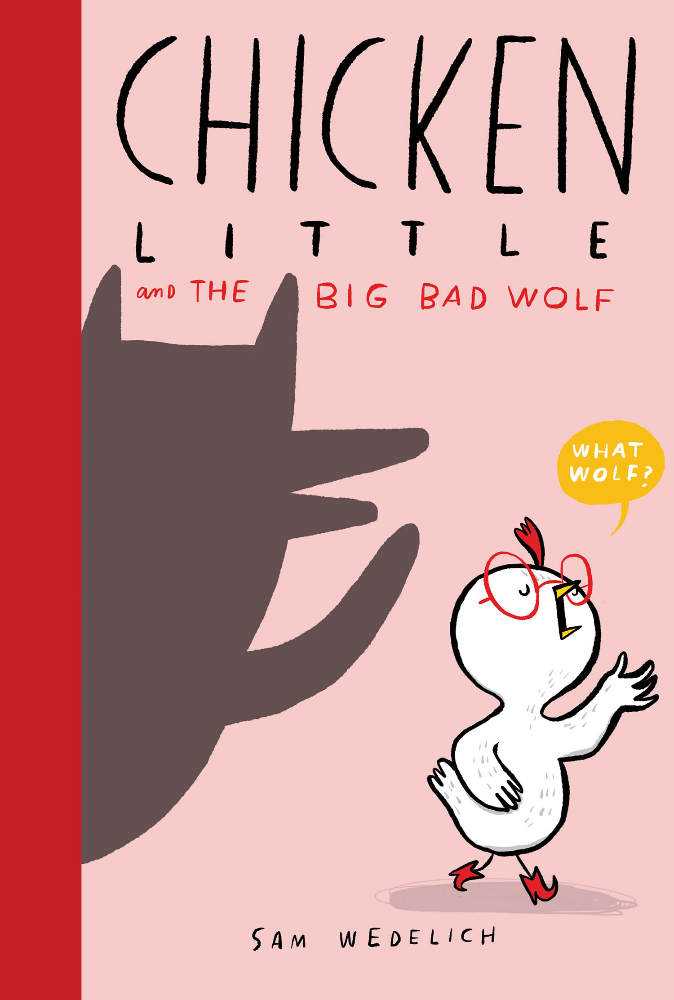 CHICKEN
LITTLE
and THE BIG BAD WOLF
WHAT
WOLF?
SAM WEDELICH